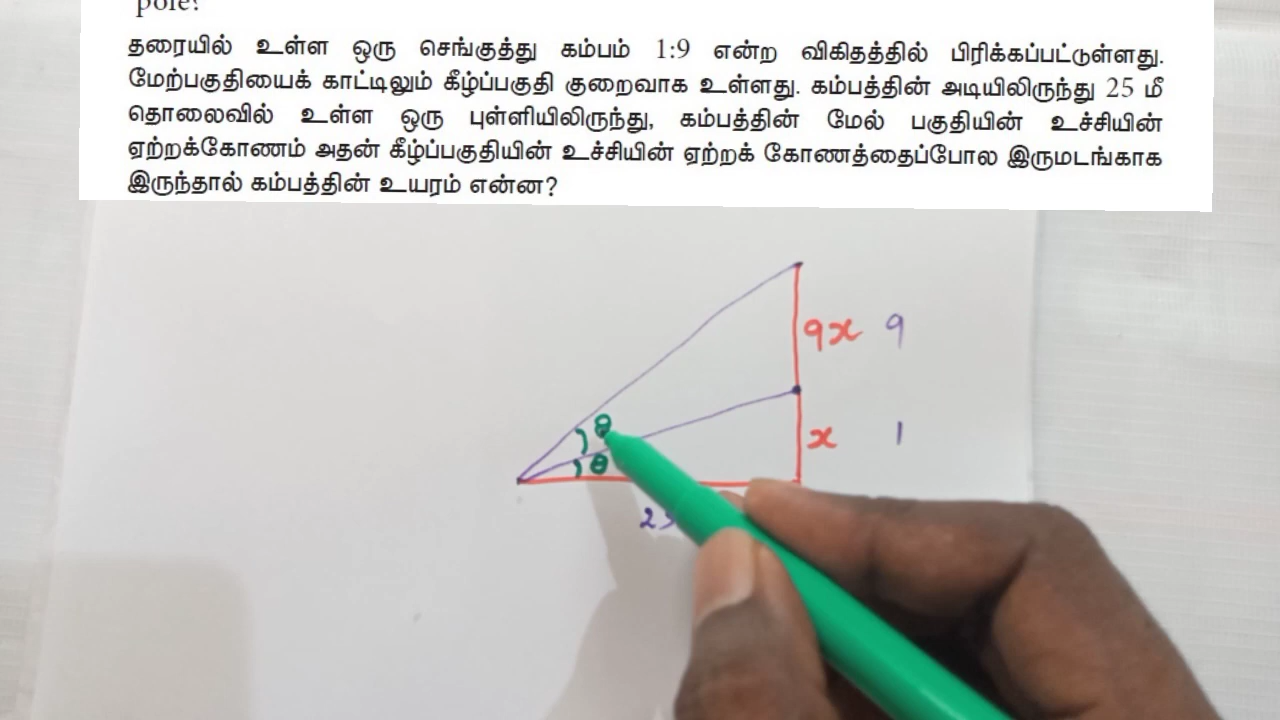 pole?
தரையில் உள்ள ஒரு செங்குத்து கம்பம் 1:9 என்ற விகிதத்தில் பிரிக்கப்பட்டுள்ளது.
மேற்பகுதியைக் காட்டிலும் கீழ்ப்பகுதி குறைவாக உள்ளது. கம்பத்தின் அடியிலிருந்து 25 மீ
தொலைவில் உள்ள ஒரு புள்ளியிலிருந்து, கம்பத்தின் மேல் பகுதியின் உச்சியின்
ஏற்றக்கோணம் அதன் கீழ்ப்பகுதியின் உச்சியின் ஏற்றக் கோணத்தைப்போல இருமடங்காக
இருந்தால் கம்பத்தின் உயரம் என்ன?
9x 9
θ
x 1
θ
25